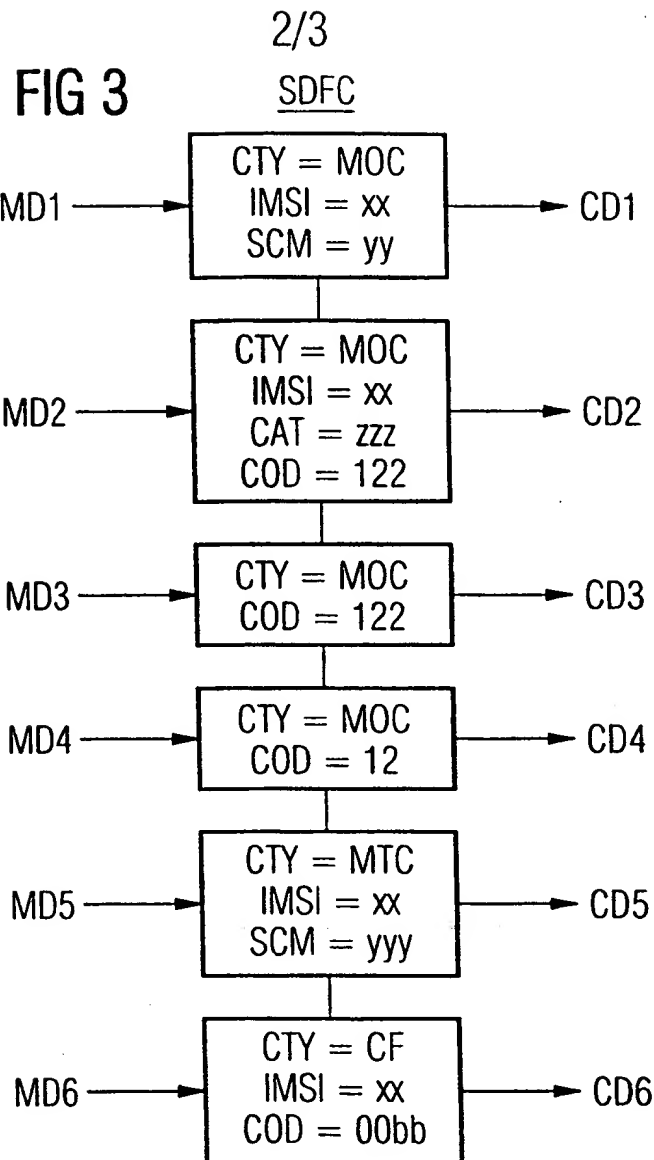 2/3
FIG 3
SDFC
MD1
CTY = MOC
IMSI = xx
SCM = yy
CD1
MD2
CTY = MOC
IMSI = xx
CAT = zzz
COD = 122
CD2
MD3
CTY = MOC
COD = 122
CD3
MD4
CTY = MOC
COD = 12
CD4
MD5
CTY = MTC
IMSI = xx
SCM = yyy
CD5
MD6
CTY = CF
IMSI = xx
COD = 00bb
CD6